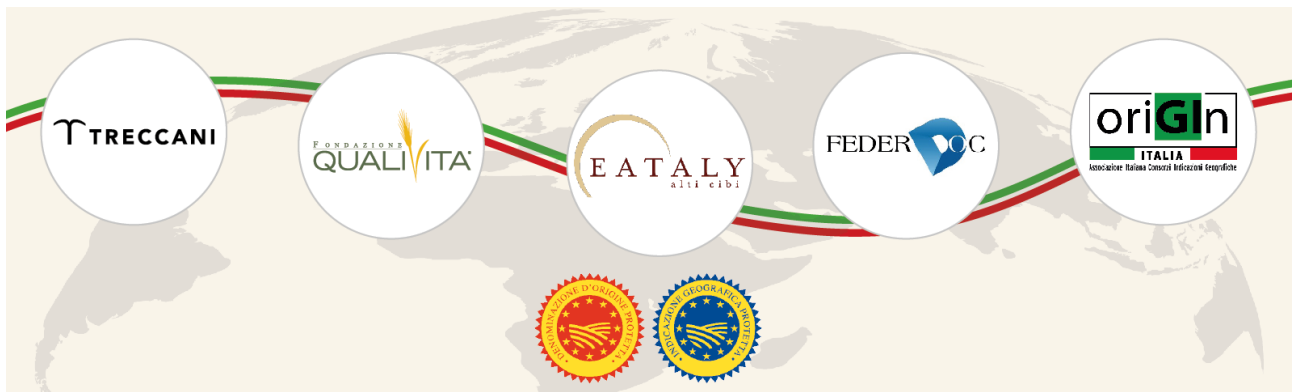 TRECCANI
FONDAZIONE
QUALIVITA
EATALY
alti cibi
FEDERDOC
oriGIn
ITALIA
Associazione Italiana Consorzi Indicazioni Geografiche
DENOMINAZIONE D'ORIGINE PROTETTA
INDICAZIONE GEOGRAFICA PROTETTA